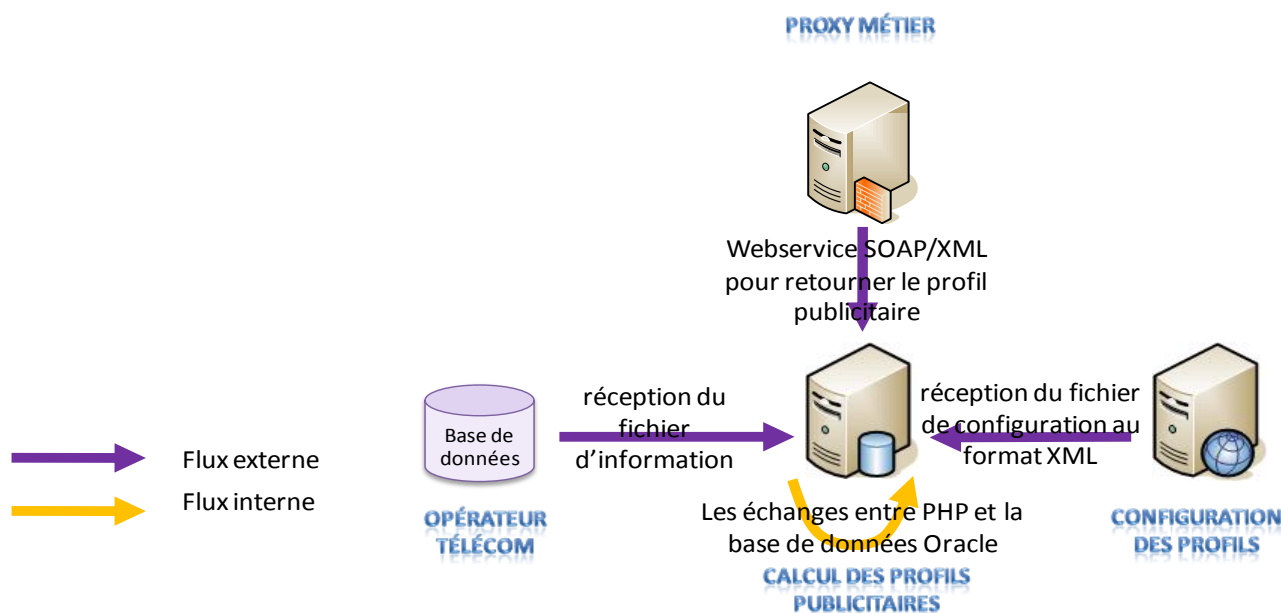 PROXY MÉTIER
Webservice SOAP/XML
pour retourner le profil
publicitaire
réception du
fichier
d'information
réception du fichier
de configuration au
format XML
Base de
données
Flux externe
Flux interne
OPÉRATEUR
TÉLÉCOM
Les échanges entre PHP et la
base de données Oracle
CONFIGURATION
DES PROFILS
CALCUL DES PROFILS
PUBLICITAIRES